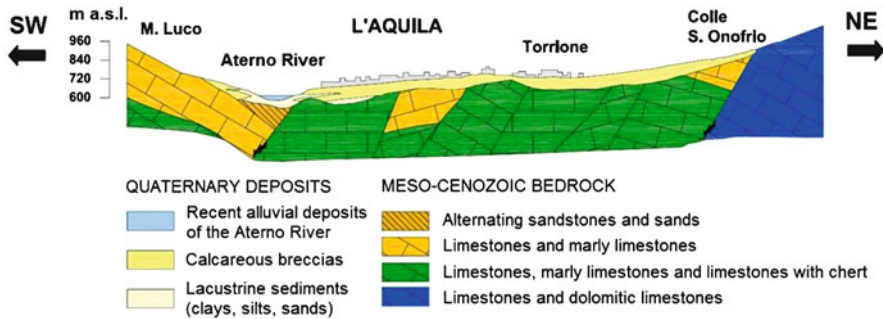 SW
m a.s.l.
M. Luco
L'AQUILA
Colle
S. Onofrio
NE
Aterno River
Torrione
960
840
720
600
QUATERNARY DEPOSITS
Recent alluvial deposits
of the Aterno River
Calcareous breccias
Lacustrine sediments
(clays, silts, sands)
MESO-CENOZOIC BEDROCK
Alternating sandstones and sands
Limestones and marly limestones
Limestones, marly limestones and limestones with chert
Limestones and dolomitic limestones